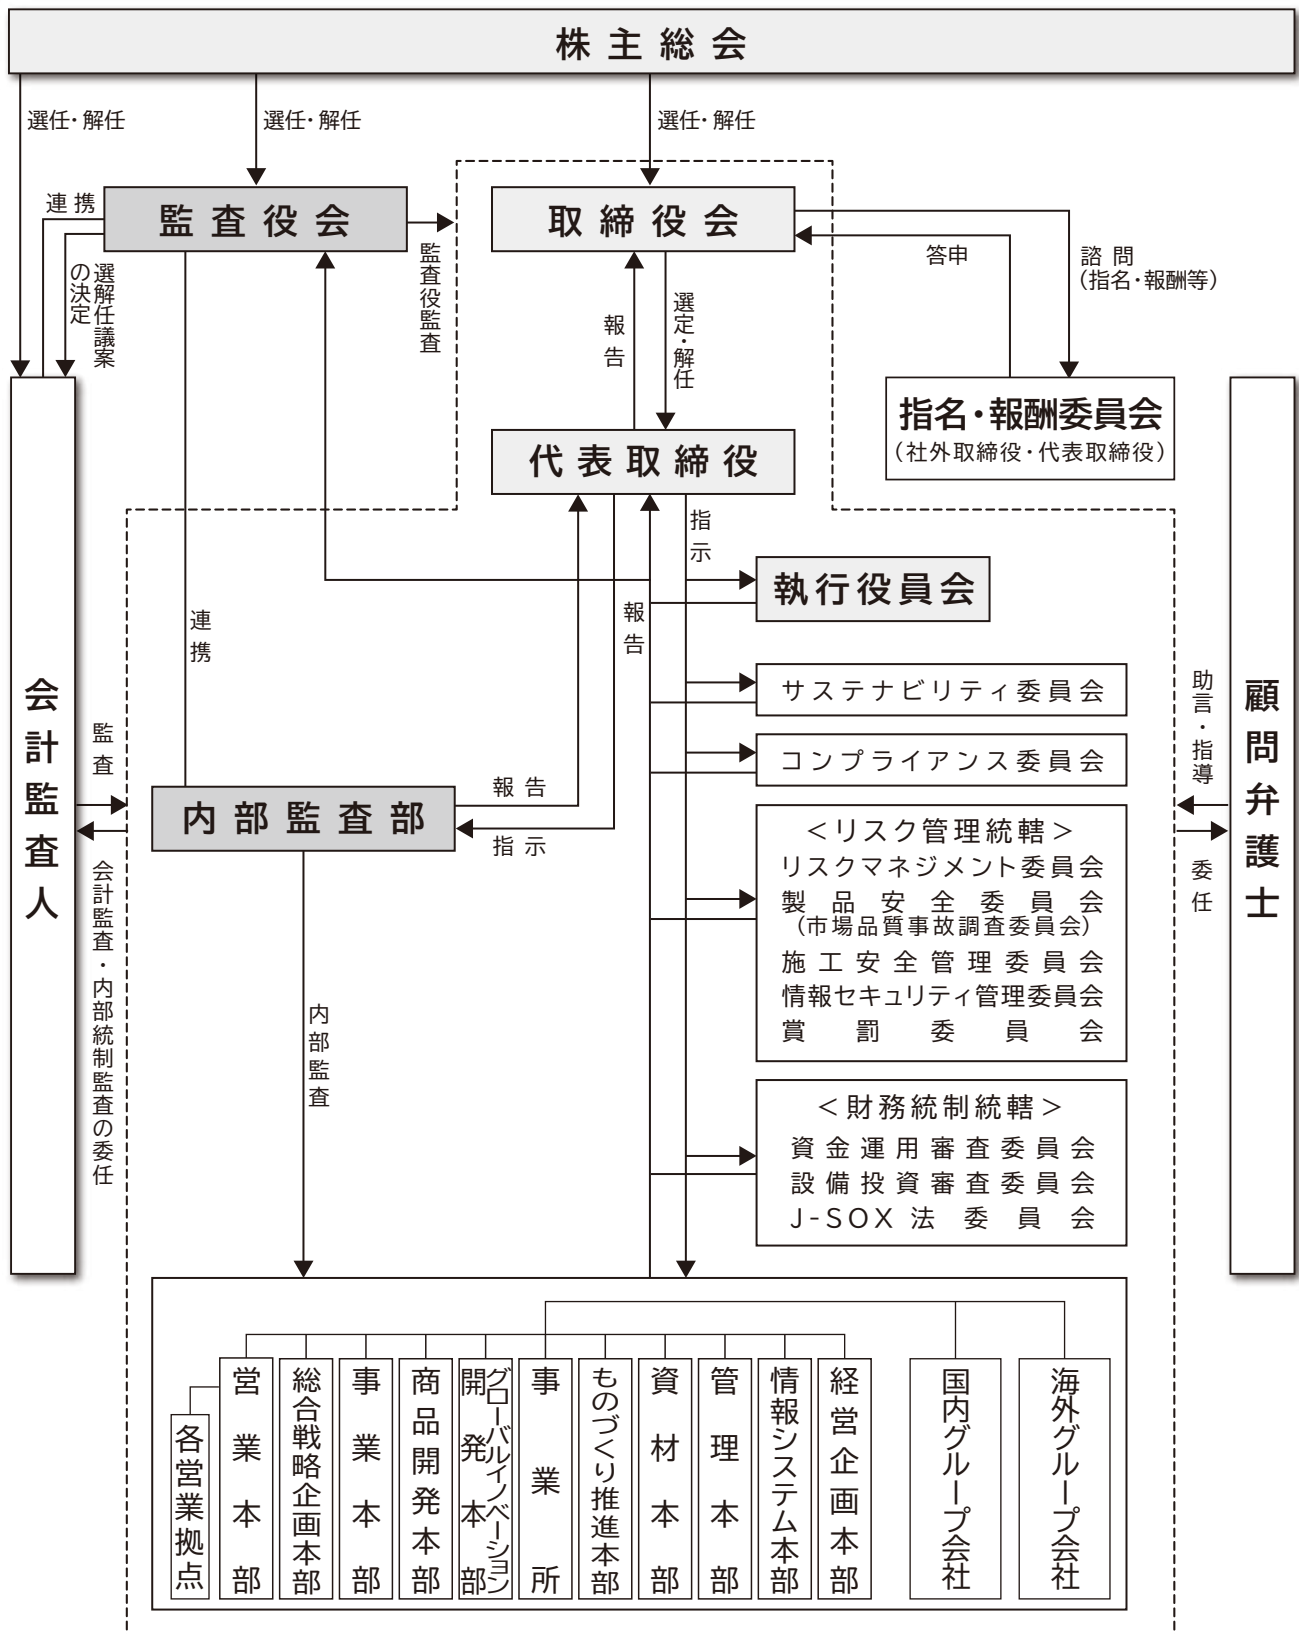 株主総会
選任・解任
選任・解任
選任・解任
連携
監査役会
取締役会
選解任議案
の決定
監査役監査
答申
諮問
（指名・報酬等）
報告
選定・解任
指名・報酬委員会
（社外取締役・代表取締役）
代表取締役
指示
執行役員会
連携
報告
サステナビリティ委員会
コンプライアンス委員会
会計監査人
監査
会計監査・内部統制監査の委任
顧問弁護士
助言・指導
委任
内部監査部
報告
指示
＜リスク管理統轄＞
リスクマネジメント委員会
製品安全委員会
（市場品質事故調査委員会）
施工安全管理委員会
情報セキュリティ管理委員会
賞罰委員会
内部監査
＜財務統制統轄＞
資金運用審査委員会
設備投資審査委員会
J-SOX法委員会
各営業拠点
営業本部
総合戦略企画本部
事業本部
商品開発本部
グローバルイノベーション
開発本部
事業所
ものづくり推進本部
資材本部
管理本部
情報システム本部
経営企画本部
国内グループ会社
海外グループ会社